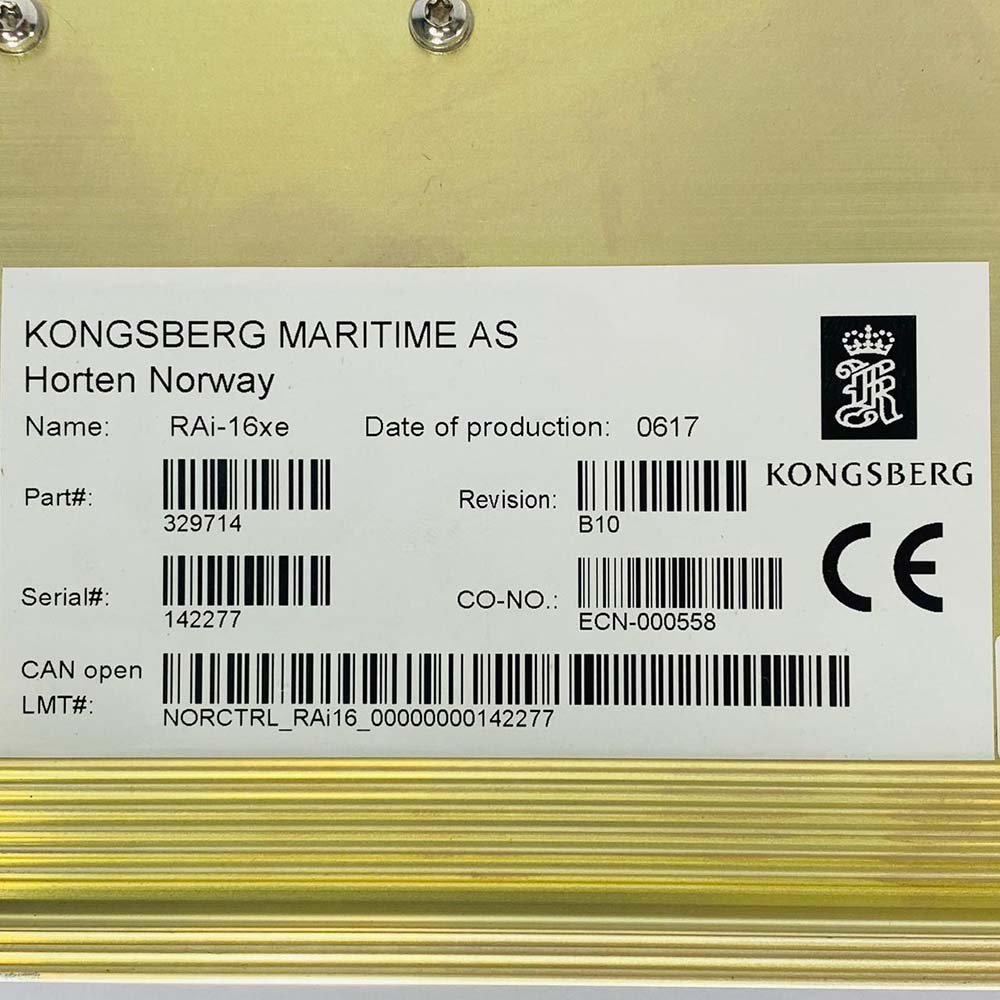 KONGSBERG MARITIME AS
Horten Norway
Name: RAi-16xe Date of production: 0617
KONGSBERG
Part#: 329714 Revision: B10
Serial#: 142277 CO-NO.: ECN-000558
CE
CAN open
LMT#: NORCTRL_RAi16_00000000142277